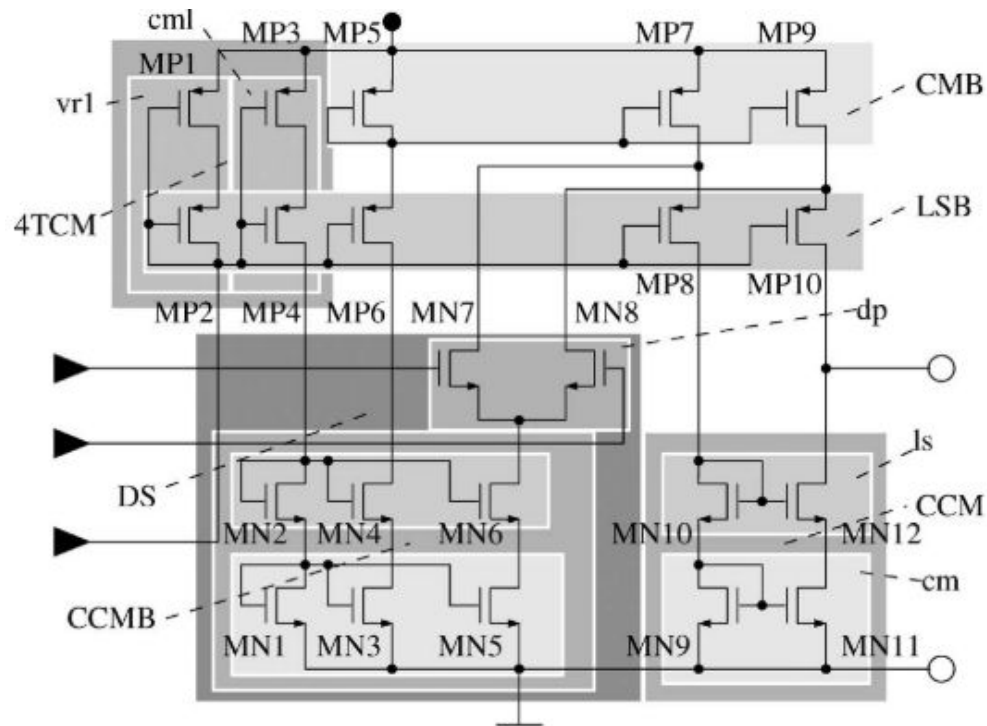 cml
MP3 MP5 MP7 MP9
MP1
vr1 CMB
4TCM LSB
MP8 MP10
MP2 MP4 MP6 MN7 MN8 dp
ls
DS CCM
MN2 MN4 MN6 MN10 MN12
cm
CCMB
MN1 MN3 MN5 MN9 MN11